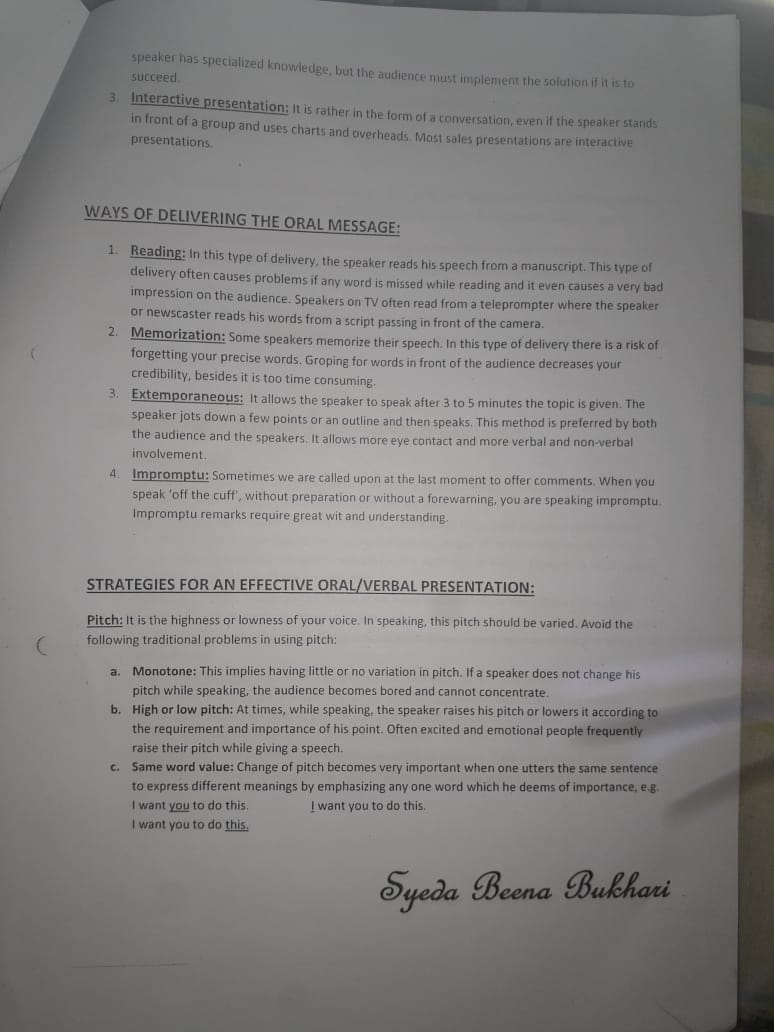 speaker has specialized knowledge, but the audience must implement the solution if it is to
succeed.
3. Interactive presentation: It is rather in the form of a conversation, even if the speaker stands
in front of a group and uses charts and overheads. Most sales presentations are interactive
presentations.
WAYS OF DELIVERING THE ORAL MESSAGE:
1. Reading: In this type of delivery, the speaker reads his speech from a manuscript. This type of
delivery often causes problems if any word is missed while reading and it even causes a very bad
impression on the audience. Speakers on TV often read from a teleprompter where the speaker
or newscaster reads his words from a script passing in front of the camera.
2. Memorization: Some speakers memorize their speech. In this type of delivery there is a risk of
forgetting your precise words. Groping for words in front of the audience decreases your
credibility, besides it is too time consuming.
3. Extemporaneous: It allows the speaker to speak after 3 to 5 minutes the topic is given. The
speaker jots down a few points or an outline and then speaks. This method is preferred by both
the audience and the speakers. It allows more eye contact and more verbal and non-verbal
involvement.
4. Impromptu: Sometimes we are called upon at the last moment to offer comments. When you
speak ‘off the cuff’, without preparation or without a forewarning, you are speaking impromptu.
Impromptu remarks require great wit and understanding.
STRATEGIES FOR AN EFFECTIVE ORAL/VERBAL PRESENTATION:
Pitch: It is the highness or lowness of your voice. In speaking, this pitch should be varied. Avoid the
following traditional problems in using pitch:
a. Monotone: This implies having little or no variation in pitch. If a speaker does not change his
pitch while speaking, the audience becomes bored and cannot concentrate.
b. High or low pitch: At times, while speaking, the speaker raises his pitch or lowers it according to
the requirement and importance of his point. Often excited and emotional people frequently
raise their pitch while giving a speech.
c. Same word value: Change of pitch becomes very important when one utters the same sentence
to express different meanings by emphasizing any one word which he deems of importance, e.g.
I want you to do this. I want you to do this.
I want you to do this.
Syeda Beena Bukhari